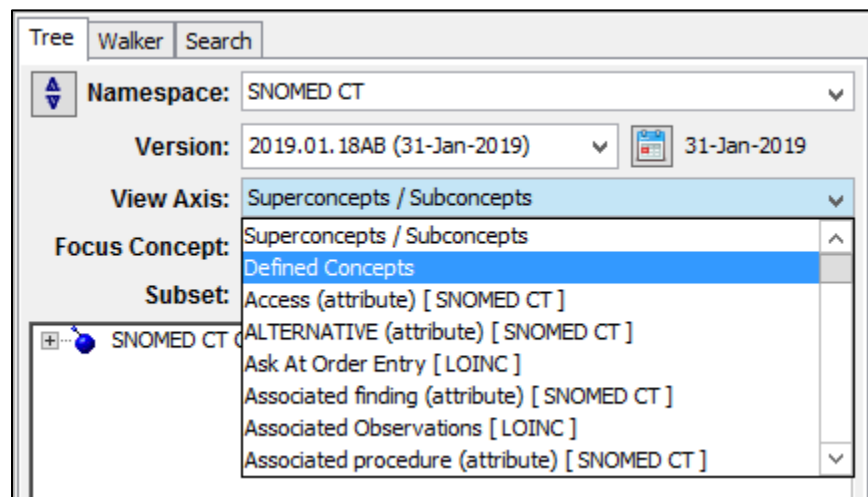 Tree Walker Search
Namespace: SNOMED CT
Version: 2019.01.18AB (31-Jan-2019) 31-Jan-2019
View Axis: Superconcepts / Subconcepts
Focus Concept: Superconcepts / Subconcepts
Defined Concepts
Subset: Access (attribute) [ SNOMED CT ]
SNOMED CT ALTERNATIVE (attribute) [ SNOMED CT ]
Ask At Order Entry [ LOINC ]
Associated finding (attribute) [ SNOMED CT ]
Associated Observations [ LOINC ]
Associated procedure (attribute) [ SNOMED CT ]